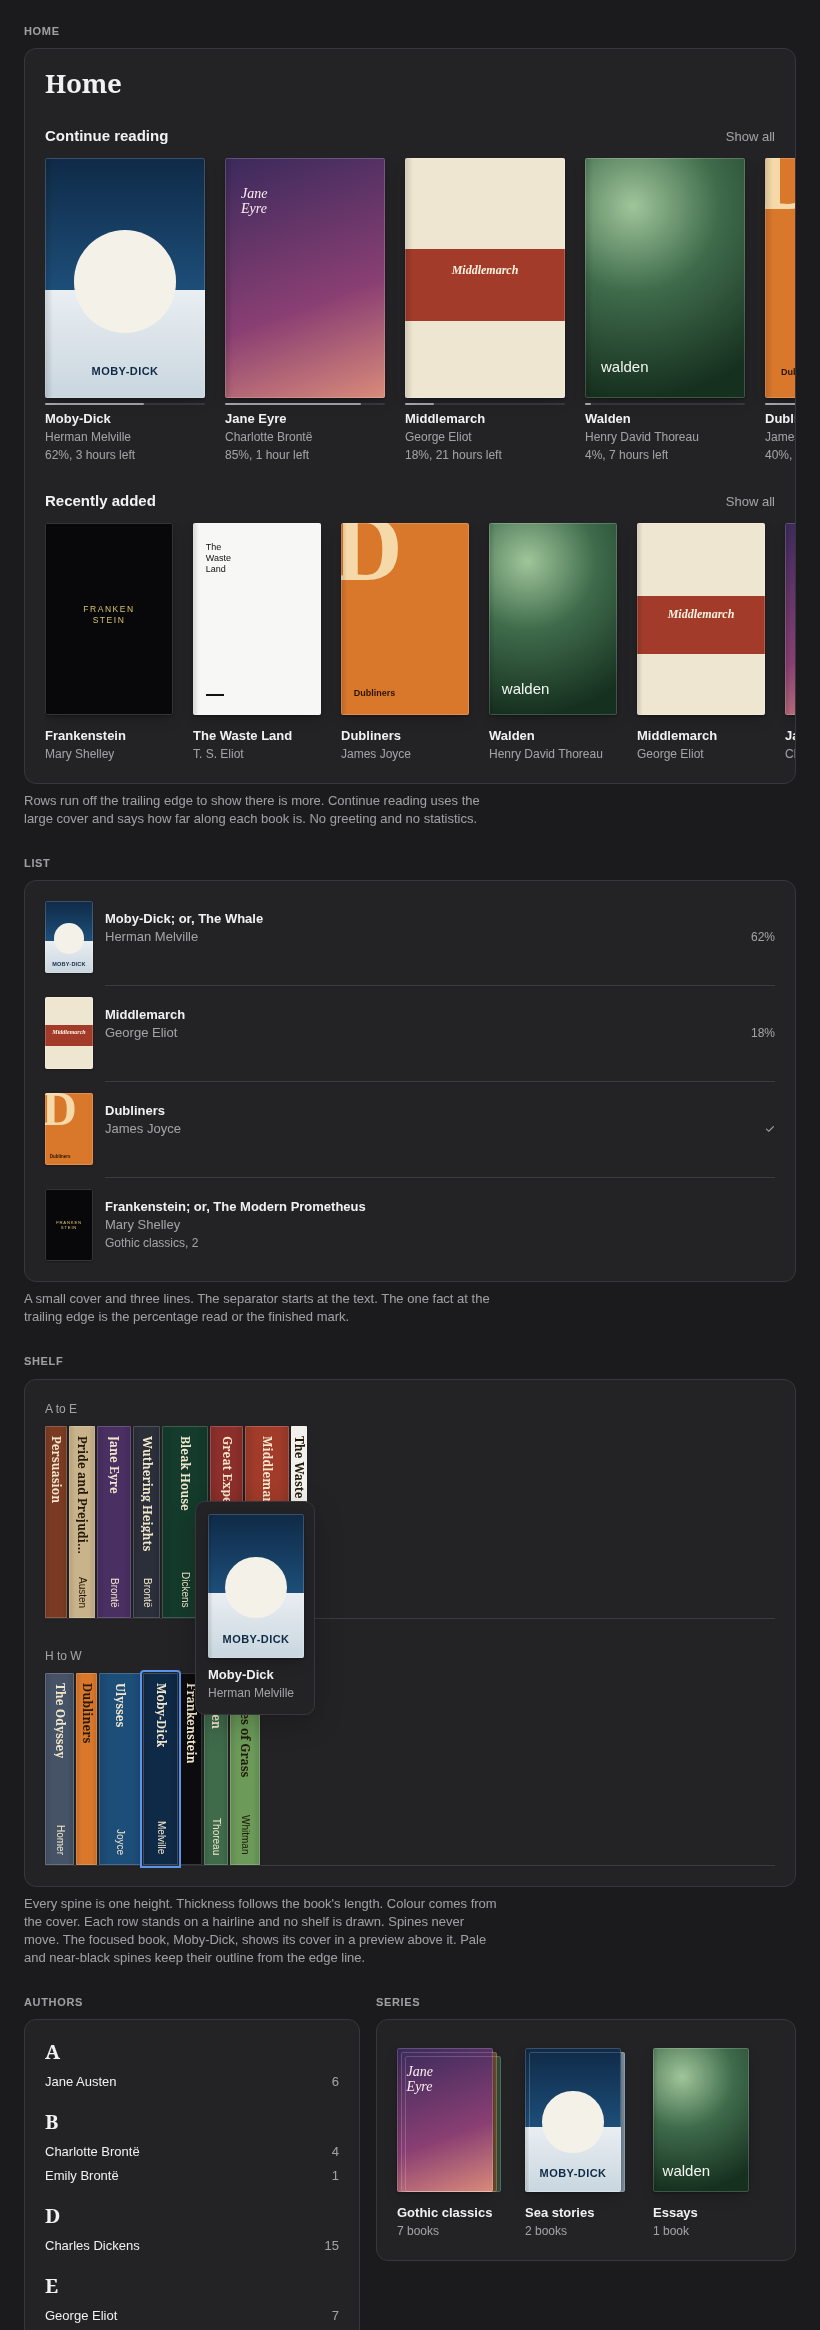 HOME
Home
Continue reading
Show all
Jane
Eyre
Middlemarch
walden
MOBY-DICK
Moby-Dick
Herman Melville
62%, 3 hours left
Jane Eyre
Charlotte Brontë
85%, 1 hour left
Middlemarch
George Eliot
18%, 21 hours left
Walden
Henry David Thoreau
4%, 7 hours left
40%,
Recently added
Show all
FRANKEN
STEIN
The
Waste
Land
D
Dubliners
walden
Middlemarch
Frankenstein
Mary Shelley
The Waste Land
T. S. Eliot
Dubliners
James Joyce
Walden
Henry David Thoreau
Middlemarch
George Eliot
Rows run off the trailing edge to show there is more. Continue reading uses the
large cover and says how far along each book is. No greeting and no statistics.
LIST
MOBY-DICK
Moby-Dick; or, The Whale
Herman Melville
62%
Middlemarch
Middlemarch
George Eliot
18%
D
Dubliners
Dubliners
James Joyce
FRANKEN
STEIN
Frankenstein; or, The Modern Prometheus
Mary Shelley
Gothic classics, 2
A small cover and three lines. The separator starts at the text. The one fact at the
trailing edge is the percentage read or the finished mark.
SHELF
A to E
Persuasion
Pride and Prejudi...
Austen
Jane Eyre
Brontë
Wuthering Heights
Brontë
Bleak House
Dickens
Great Expe
Middlemar
The Waste
MOBY-DICK
Moby-Dick
Herman Melville
H to W
The Odyssey
Homer
Dubliners
Ulysses
Joyce
Moby-Dick
Melville
Frankenstein
en
Thoreau
es of Grass
Whitman
Every spine is one height. Thickness follows the book's length. Colour comes from
the cover. Each row stands on a hairline and no shelf is drawn. Spines never
move. The focused book, Moby-Dick, shows its cover in a preview above it. Pale
and near-black spines keep their outline from the edge line.
AUTHORS
A
Jane Austen
6
B
Charlotte Brontë
4
Emily Brontë
1
D
Charles Dickens
15
E
George Eliot
7
SERIES
Jane
Eyre
MOBY-DICK
walden
Gothic classics
7 books
Sea stories
2 books
Essays
1 book